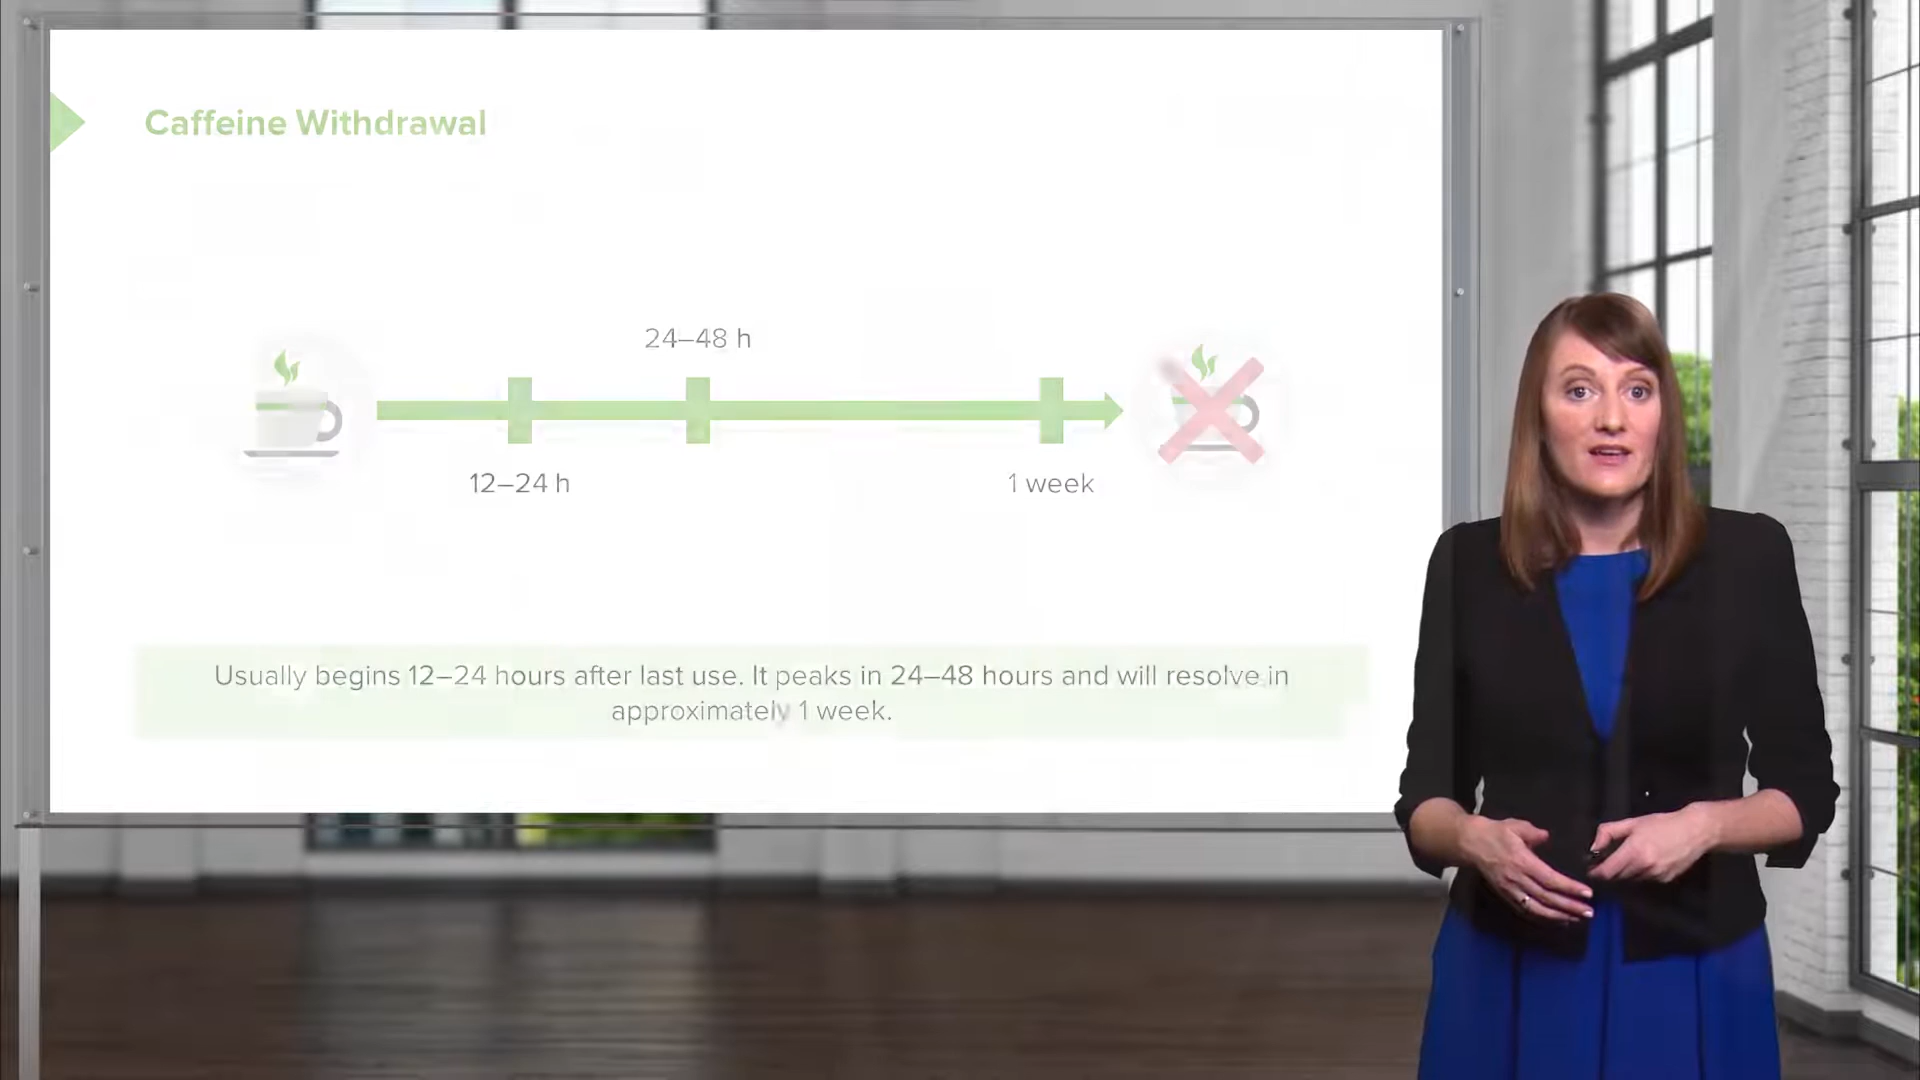 Caffeine Withdrawal
24–48 h
12–24 h
1 week
Usually begins 12–24 hours after last use. It peaks in 24–48 hours and will resolve in
approximately 1 week.